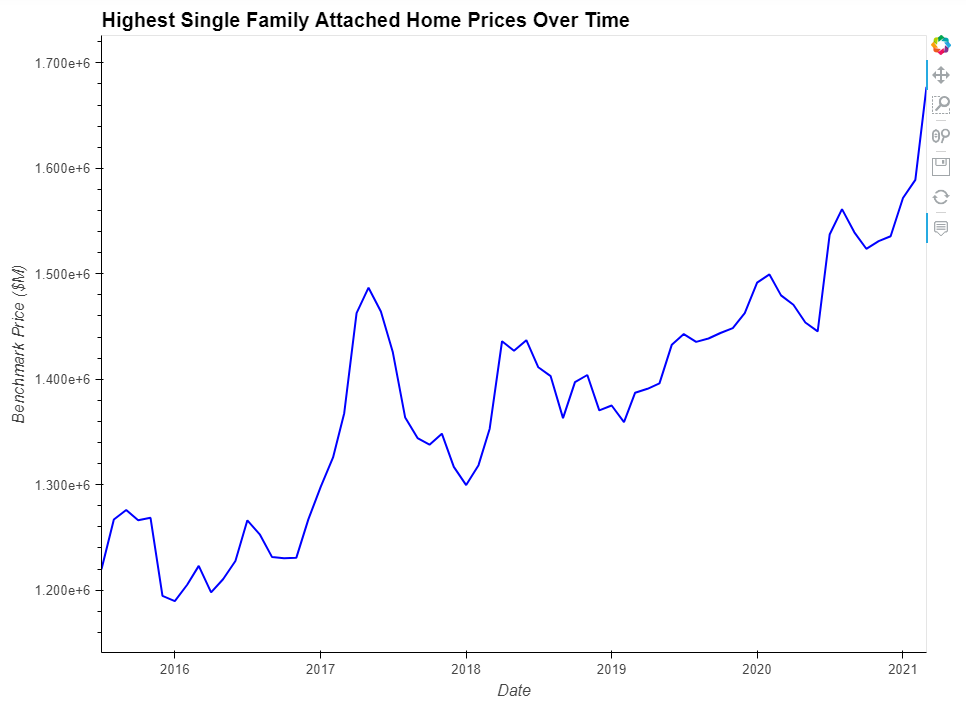 Highest Single Family Attached Home Prices Over Time
1.700e+6
1.600e+6
1.500e+6
1.400e+6
1.300e+6
1.200e+6
Benchmark Price ($M)
2016 2017 2018 2019 2020 2021
Date